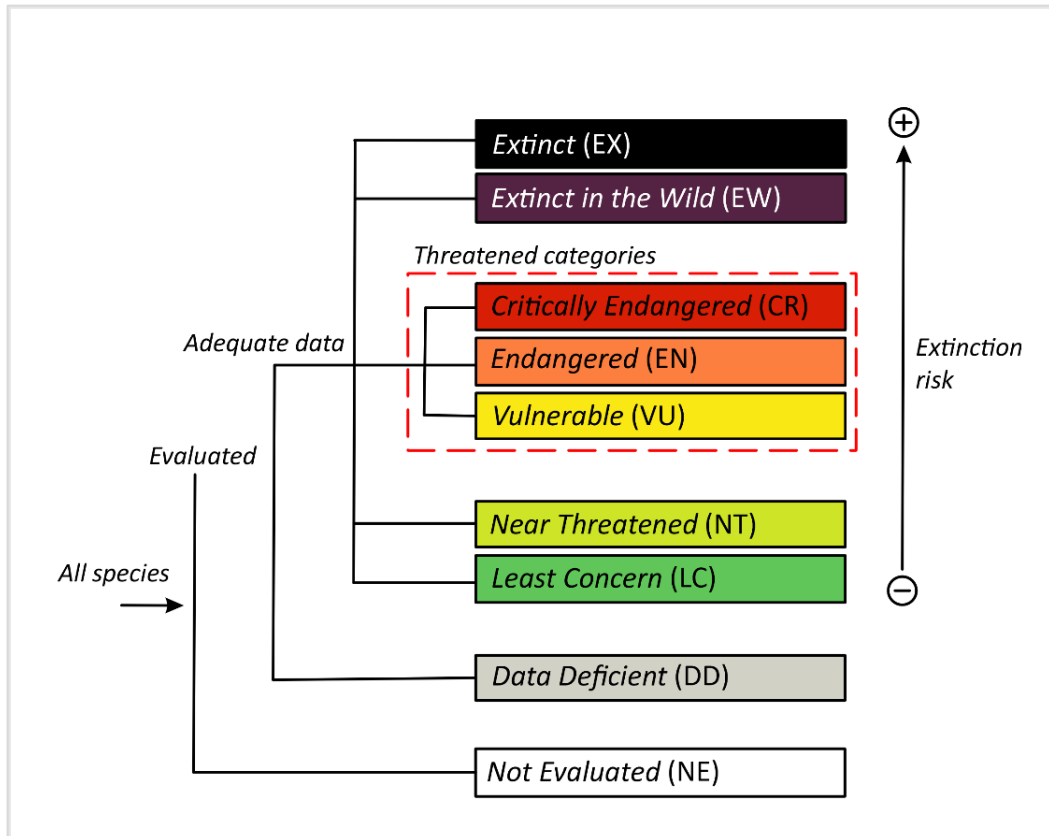 Extinct (EX)
Extinct in the Wild (EW)
Threatened categories
Critically Endangered (CR)
Adequate data
Endangered (EN)
Extinction
risk
Vulnerable (VU)
Evaluated
Near Threatened (NT)
All species
Least Concern (LC)
Data Deficient (DD)
Not Evaluated (NE)